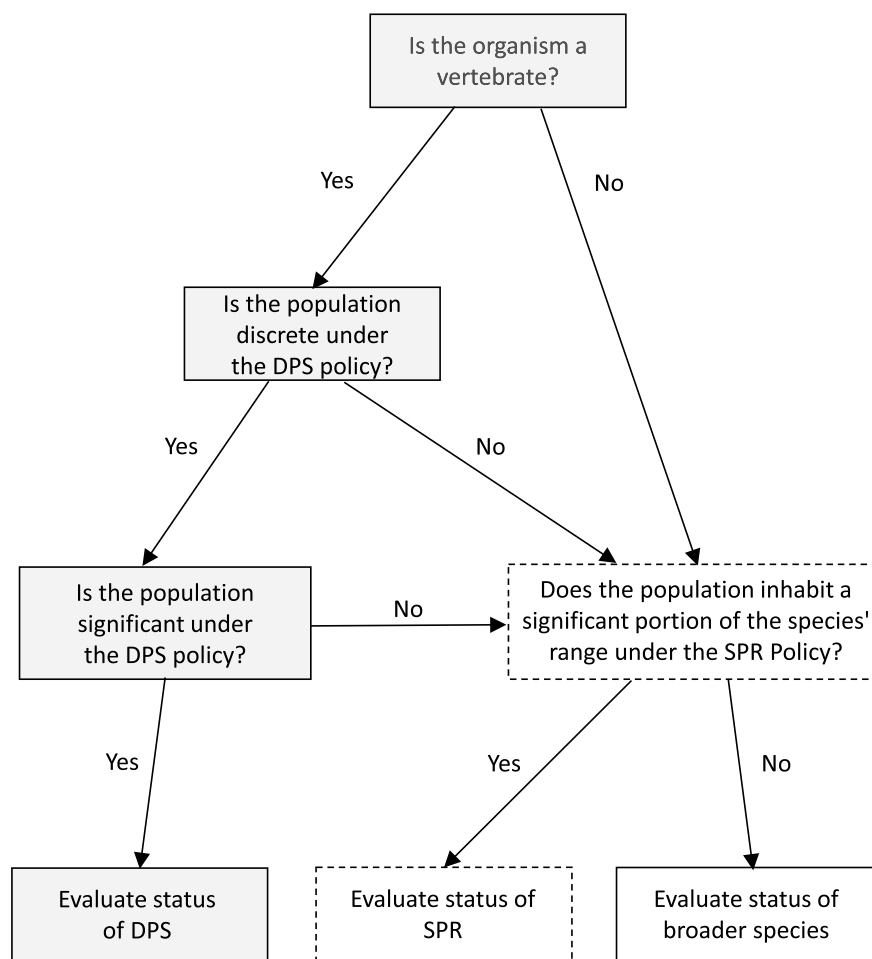 Is the organism a
vertebrate?
Yes
No
Is the population
discrete under
the DPS policy?
Yes
No
Is the population
significant under
the DPS policy?
No
Does the population inhabit a
significant portion of the species'
range under the SPR Policy?
Yes
Yes
No
Evaluate status
of DPS
Evaluate status of
SPR
Evaluate status of
broader species